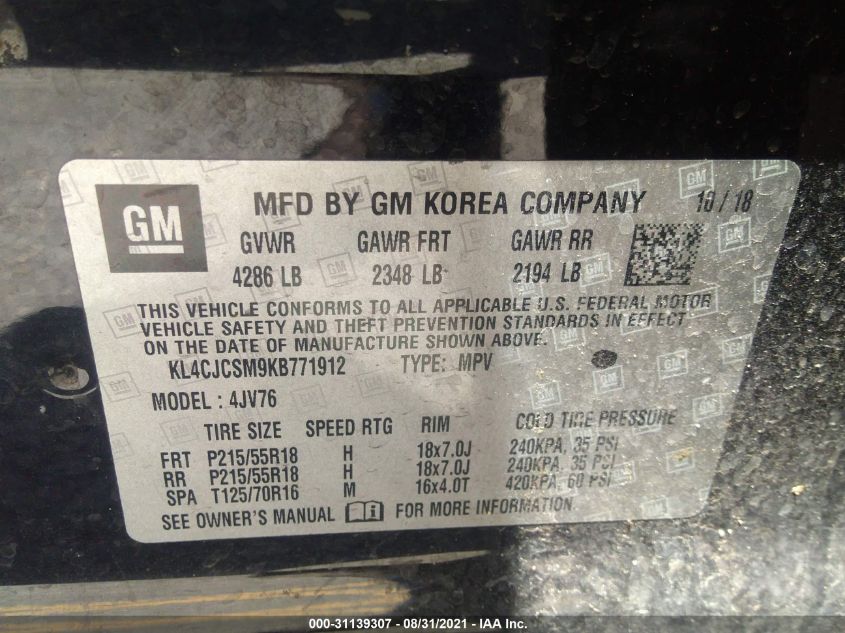 GM MFD BY GM KOREA COMPANY 10/18
GVWR GAWR FRT GAWR RR
4286 LB 2348 LB 2194 LB
THIS VEHICLE CONFORMS TO ALL APPLICABLE U.S. FEDERAL MOTOR
VEHICLE SAFETY AND THEFT PREVENTION STANDARDS IN EFFECT
ON THE DATE OF MANUFACTURE SHOWN ABOVE.
KL4CJCSM9KB771912 TYPE: MPV
MODEL : 4JV76
TIRE SIZE SPEED RTG RIM COLD TIRE PRESSURE
FRT P215/55R18 H 18x7.0J 240KPA, 35 PSI
RR P215/55R18 H 18x7.0J 240KPA, 35 PSI
SPA T125/70R16 M 16x4.0T 420KPA, 60 PSI
SEE OWNER'S MANUAL FOR MORE INFORMATION
000-31139307 - 08/31/2021 - © IAA Inc.